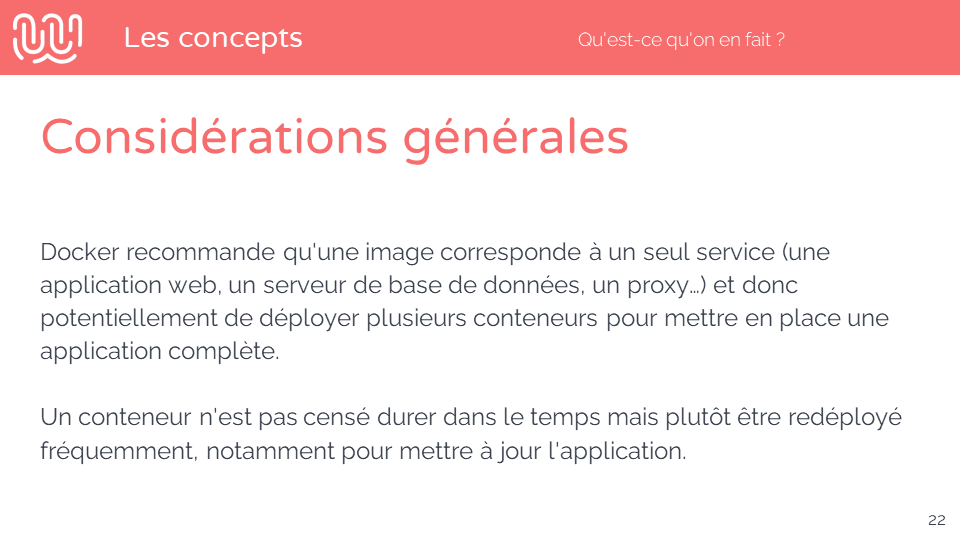 Les concepts
Qu'est-ce qu'on en fait ?
Considérations générales
Docker recommande qu'une image corresponde à un seul service (une
application web, un serveur de base de données, un proxy…) et donc
potentiellement de déployer plusieurs conteneurs pour mettre en place une
application complète.
Un conteneur n'est pas censé durer dans le temps mais plutôt être redéployé
fréquemment, notamment pour mettre à jour l'application.
22